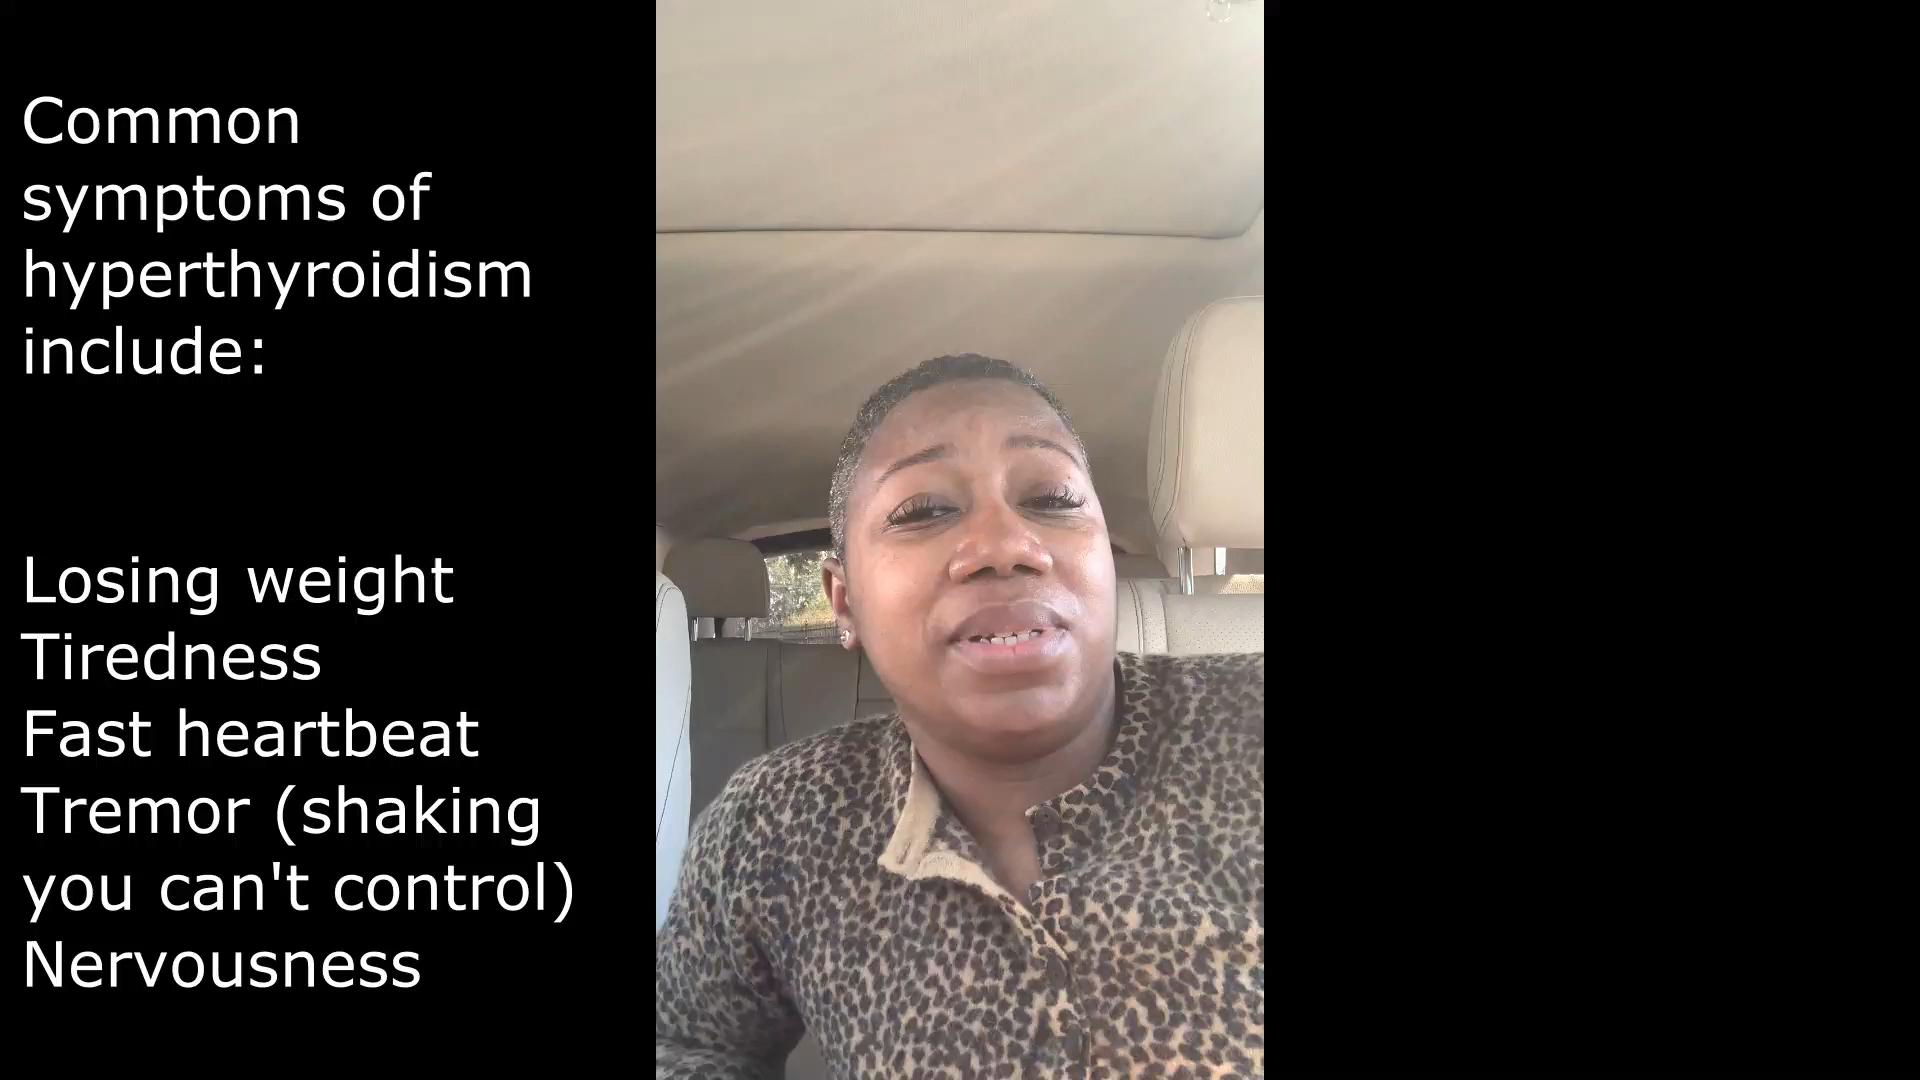 Common
symptoms of
hyperthyroidism
include:
Losing weight
Tiredness
Fast heartbeat
Tremor (shaking
you can't control)
Nervousness